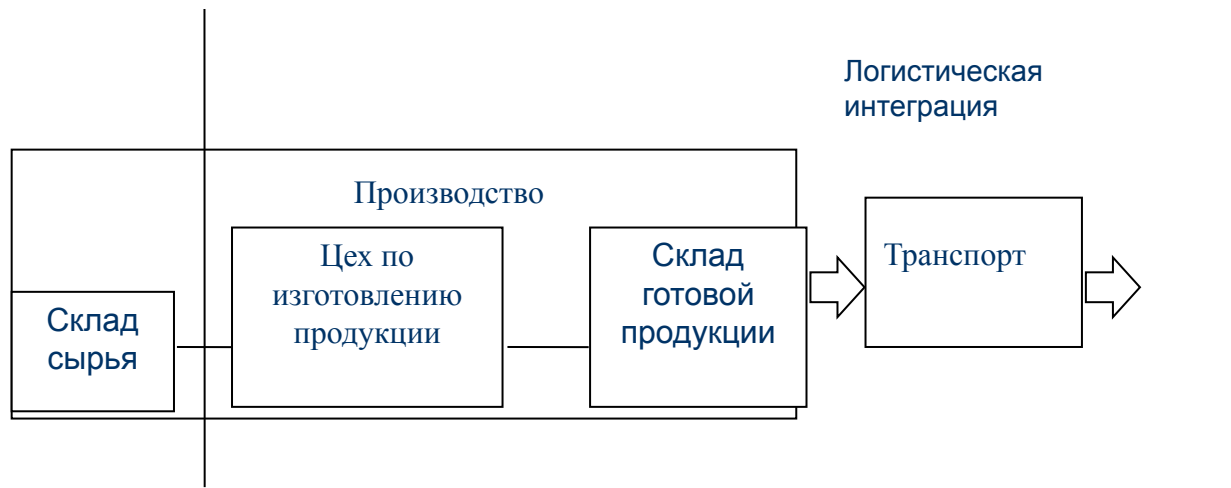 Логистическая
интеграция
Производство
Цех по
изготовлению
продукции
Склад
готовой
продукции
Транспорт
Склад
сырья